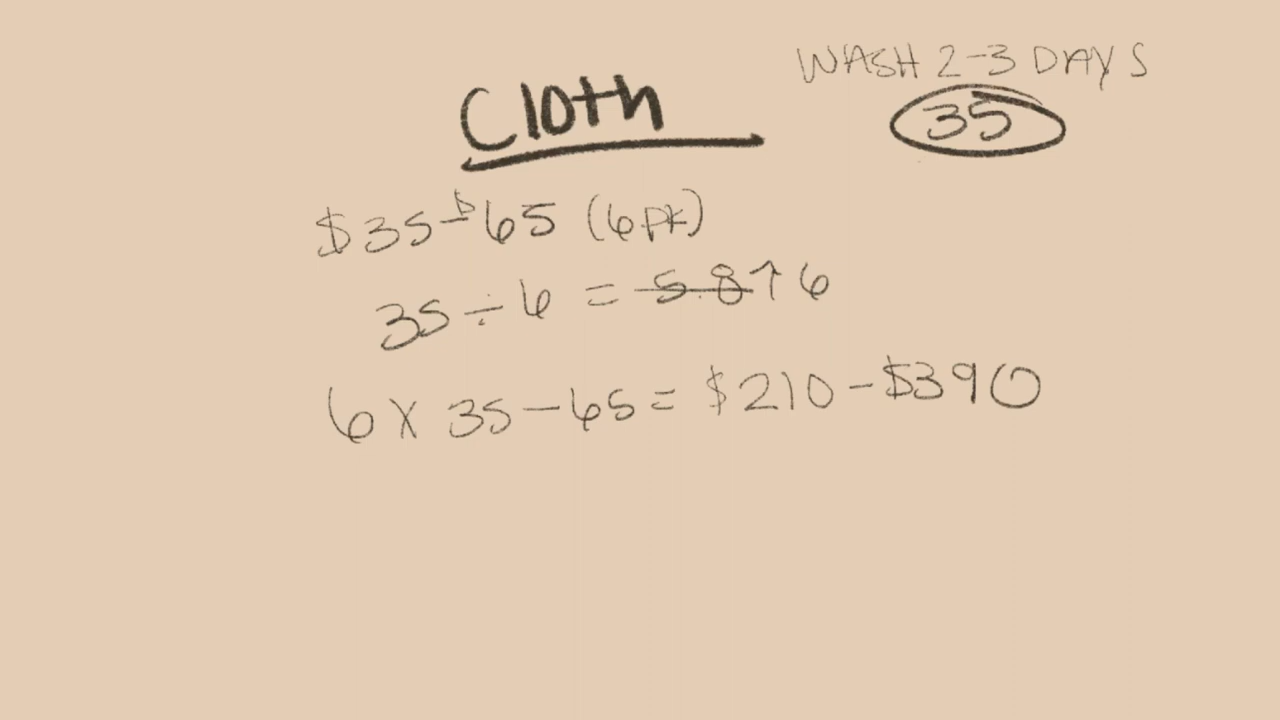 WASH 2-3 DAYS
Cloth
35
$35-$65 (6pk)
35÷6 = 5.8↑6
6 X 35-65= $210-$390